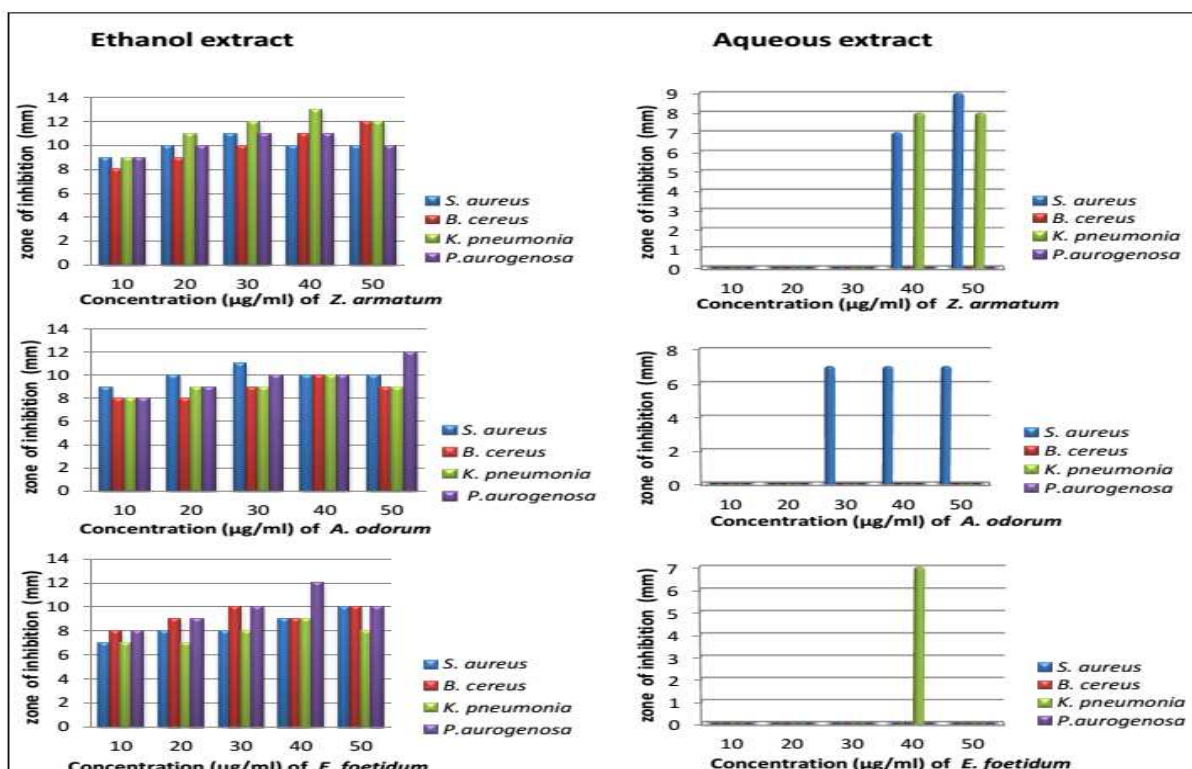 Ethanol extract
Aqueous extract
zone of inhibition (mm)
14
12
10
8
6
4
2
0
10 20 30 40 50
Concentration (µg/ml) of Z. armatum
S. aureus
B. cereus
K. pneumonia
P.aurogenosa
zone of inhibition (mm)
9
8
7
6
5
4
3
2
1
0
10 20 30 40 50
Concentration (µg/ml) of Z. armatum
S. aureus
B. cereus
K. pneumonia
P.aurogenosa
zone of inhibition (mm)
14
12
10
8
6
4
2
0
10 20 30 40 50
Concentration (µg/ml) of A. odorum
S. aureus
B. cereus
K. pneumonia
P.aurogenosa
zone of inhibition (mm)
8
6
4
2
0
10 20 30 40 50
Concentration (µg/ml) of A. odorum
S. aureus
B. cereus
K. pneumonia
P.aurogenosa
zone of inhibition (mm)
14
12
10
8
6
4
2
0
10 20 30 40 50
Concentration (µg/ml) of E. foetidum
S. aureus
B. cereus
K. pneumonia
P.aurogenosa
zone of inhibition (mm)
7
6
5
4
3
2
1
0
10 20 30 40 50
Concentration (µg/ml) of E. foetidum
S. aureus
B. cereus
K. pneumonia
P.aurogenosa